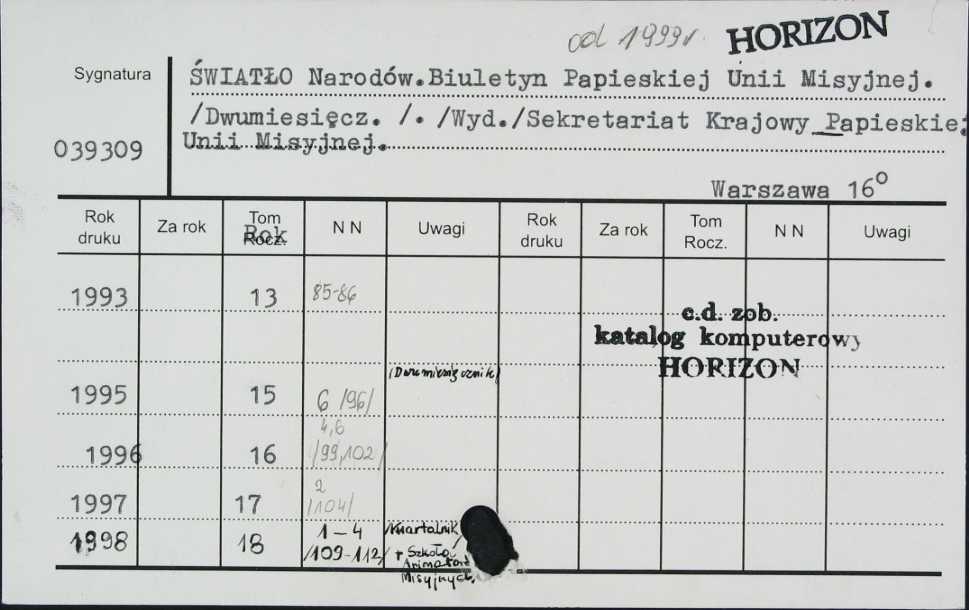 od 1999r. HORIZON
Sygnatura
ŚWIATŁO Narodów. Biuletyn Papieskiej Unii Misyjnej.
/Dwumiesięcz. /. /Wyd./Sekretariat Krajowy Papieskiej
039309
Unii Misyjnej.
Warszawa 16°
Rok druku Za rok Tom Rocz. Rok N N Uwagi Rok druku Za rok Tom Rocz. N N Uwagi
1993 13 85-86
c.d. zob.
katalog komputerowy
HORIZON
(Dwumiesięcznik)
1995 15 6 /96/
4,6
1996 16 /99,102/
2
1997 17 /104/
1-4 /Kwartalnik/
1998 18 /109-112/ + Szkoła
Animatora
Misyjnych.